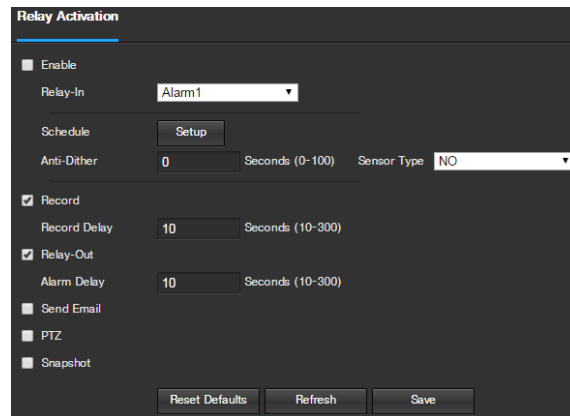 Relay Activation
Enable
Relay-In Alarm1
Schedule Setup
Anti-Dither 0 Seconds (0-100) Sensor Type NO
Record
Record Delay 10 Seconds (10-300)
Relay-Out
Alarm Delay 10 Seconds (10-300)
Send Email
PTZ
Snapshot
Reset Defaults Refresh Save